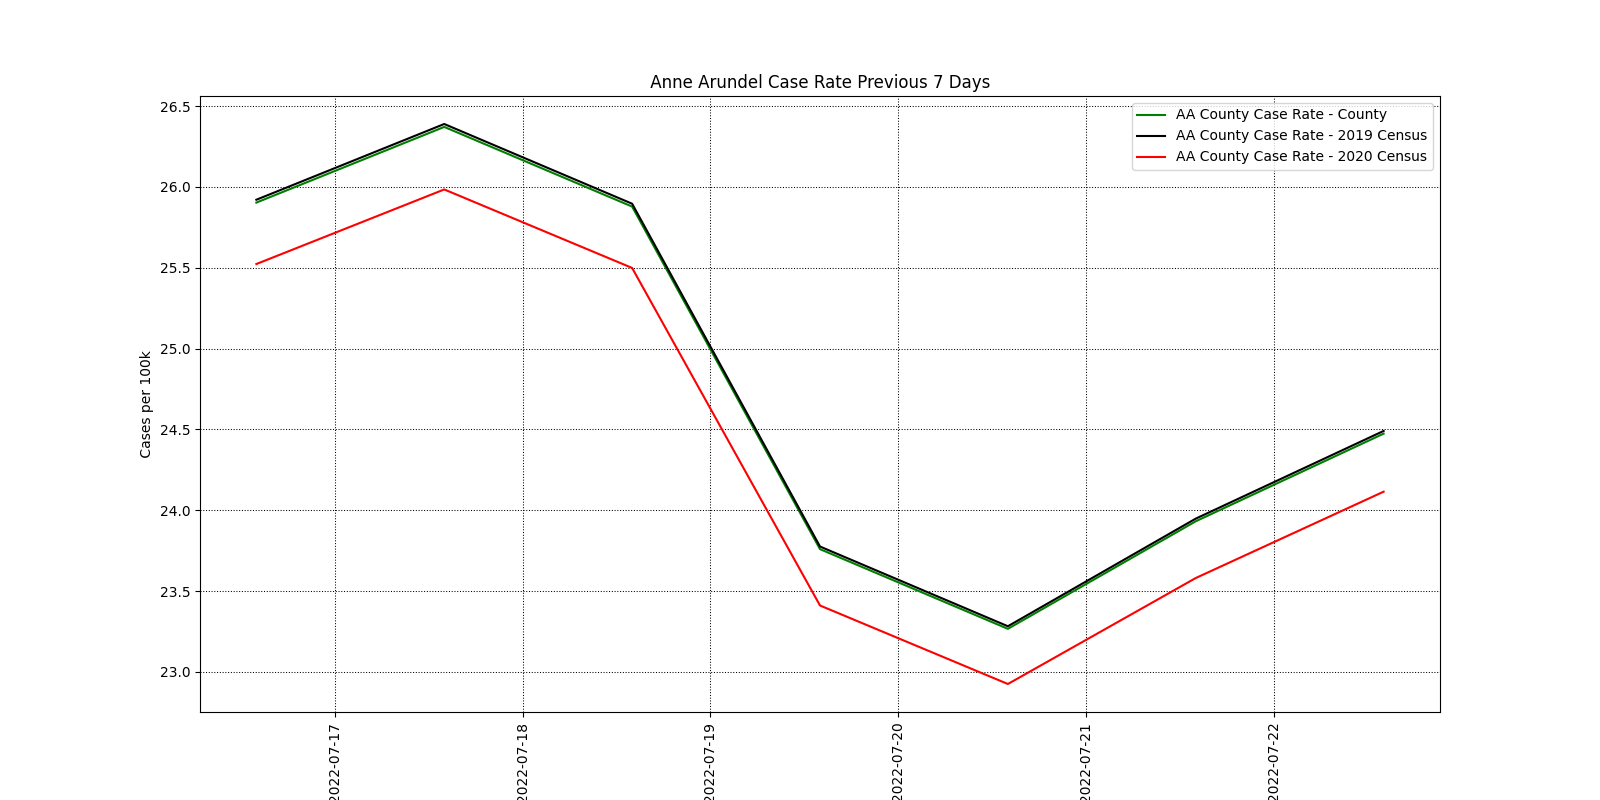 Anne Arundel Case Rate Previous 7 Days
AA County Case Rate - County
AA County Case Rate - 2019 Census
AA County Case Rate - 2020 Census
26.5
26.0
25.5
25.0
24.5
24.0
23.5
23.0
Cases per 100k
2022-07-17
2022-07-18
2022-07-19
2022-07-20
2022-07-21
2022-07-22